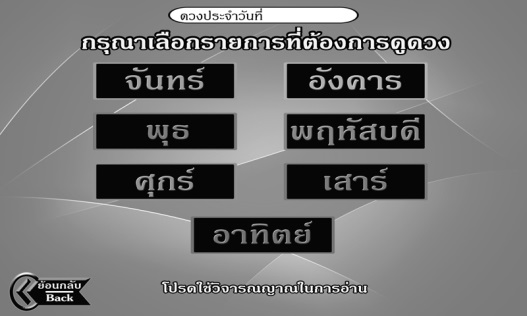 ดวงประจำวันที่
กรุณาเลือกรายการที่ต้องการดูดวง
จันทร์ อังคาร
พุธ พฤหัสบดี
ศุกร์ เสาร์
อาทิตย์
ย้อนกลับ
Back
โปรดใช้วิจารณญาณในการอ่าน